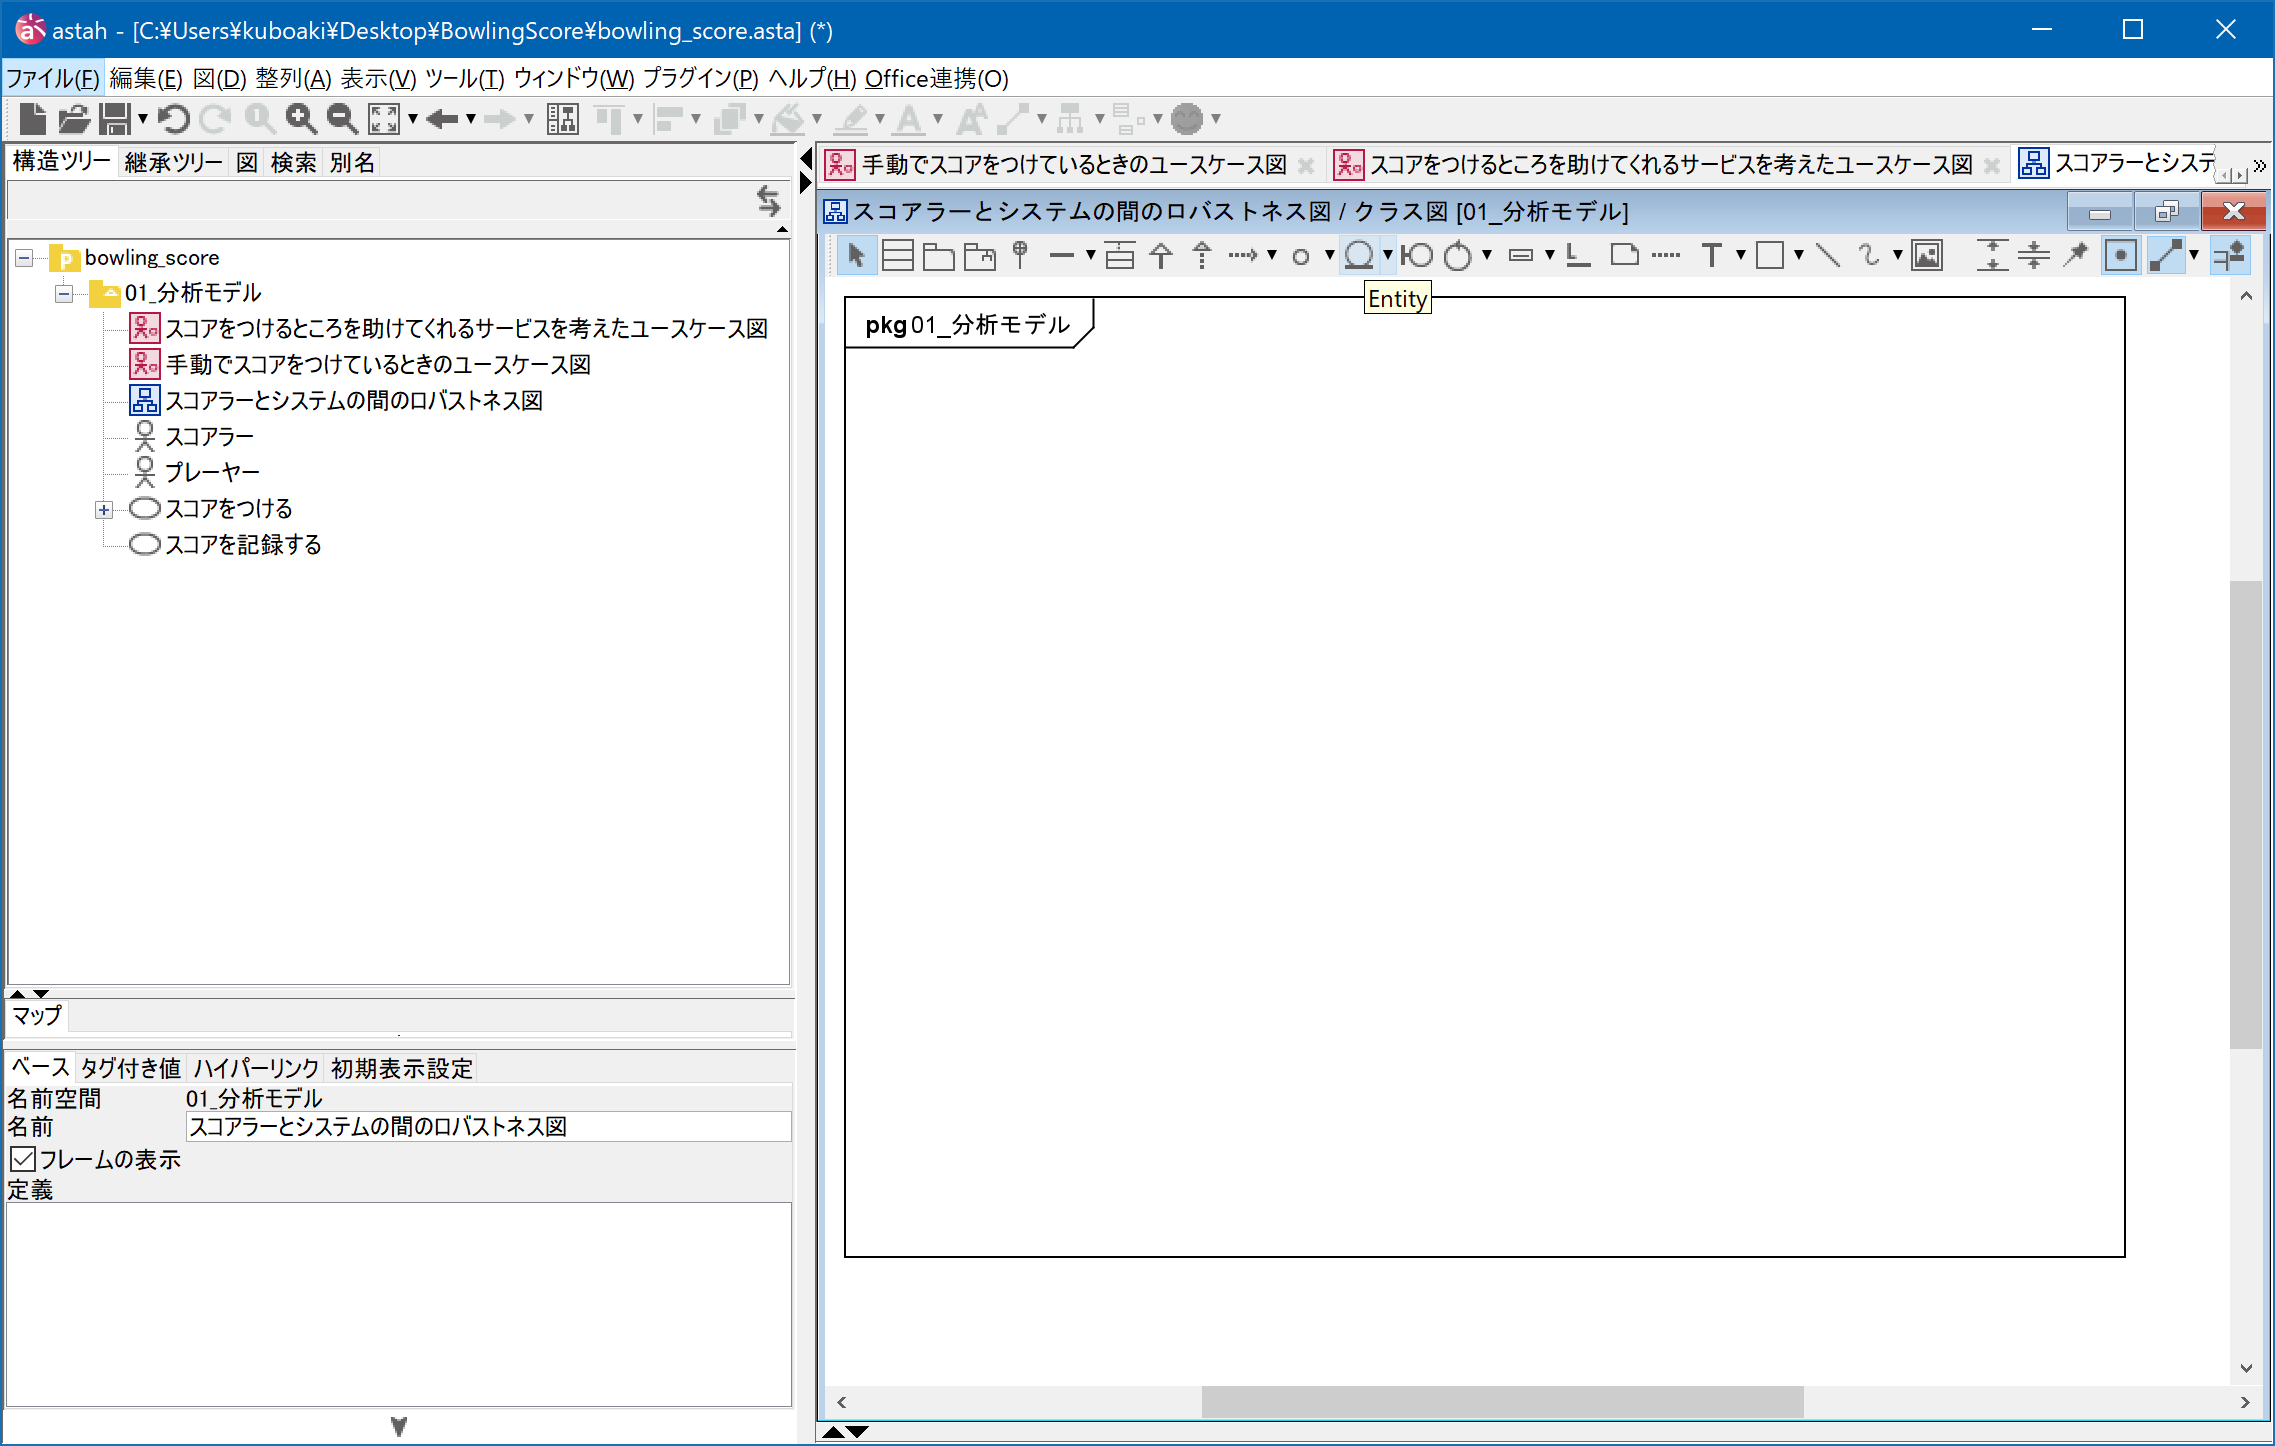 astah - [C:¥Users¥kuboaki¥Desktop¥BowlingScore¥bowling_score.asta] (*)
ファイル(F) 編集(E) 図(D) 整列(A) 表示(V) ツール(T) ウィンドウ(W) プラグイン(P) ヘルプ(H) Office連携(O)
構造ツリー 継承ツリー 図 検索 別名
手動でスコアをつけているときのユースケース図 スコアをつけるところを助けてくれるサービスを考えたユースケース図 スコアラーとシステ
スコアラーとシステムの間のロバストネス図 / クラス図 [01_分析モデル]
Entity
pkg 01_分析モデル
bowling_score
01_分析モデル
スコアをつけるところを助けてくれるサービスを考えたユースケース図
手動でスコアをつけているときのユースケース図
スコアラーとシステムの間のロバストネス図
スコアラー
プレーヤー
スコアをつける
スコアを記録する
マップ
ベース タグ付き値 ハイパーリンク 初期表示設定
名前空間 01_分析モデル
名前 スコアラーとシステムの間のロバストネス図
フレームの表示
定義